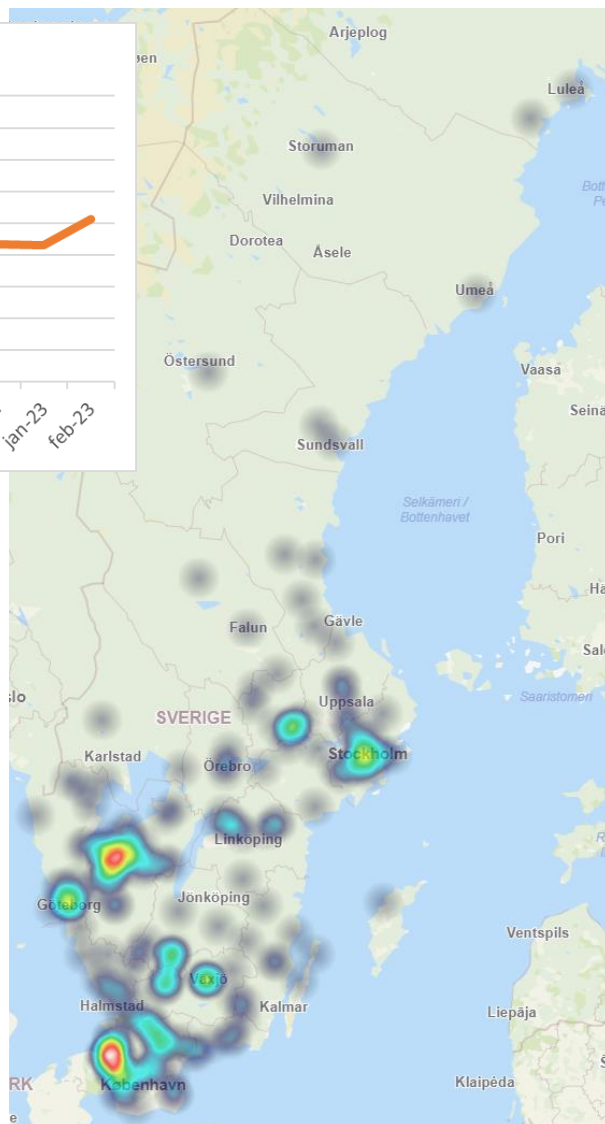 jan-23
feb-23
Arjeplog
Luleå
Storuman
Vilhelmina
Dorotea
Åsele
Umeå
Östersund
Vaasa
Sundsvall
Selkämeri /
Bottenhavet
Pori
Falun
Gävle
SVERIGE
Uppsala
Saaristomeri
Karlstad
Örebro
Stockholm
Linköping
Göteborg
Jönköping
Ventspils
Växjö
Halmstad
Kalmar
Liepāja
København
Klaipėda